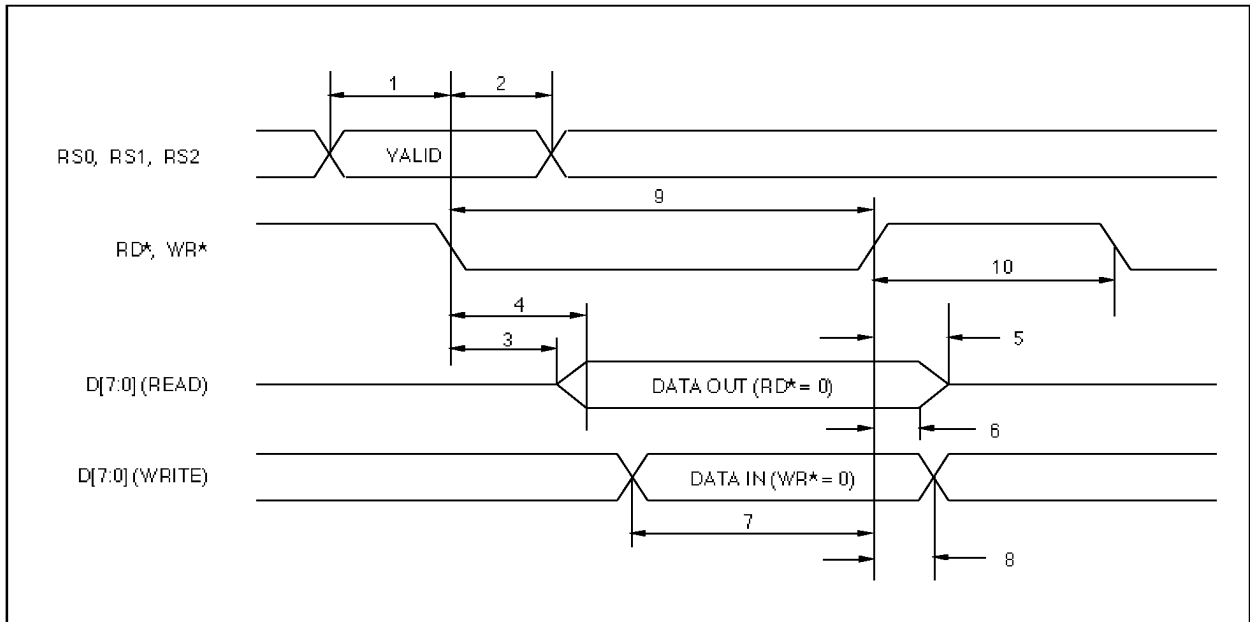 1 2
RS0, RS1, RS2 VALID
9
RD*, WR*
10
4
3 5
D[7:0] (READ) DATA OUT (RD* = 0)
6
D[7:0] (WRITE) DATA IN (WR* = 0)
7
8